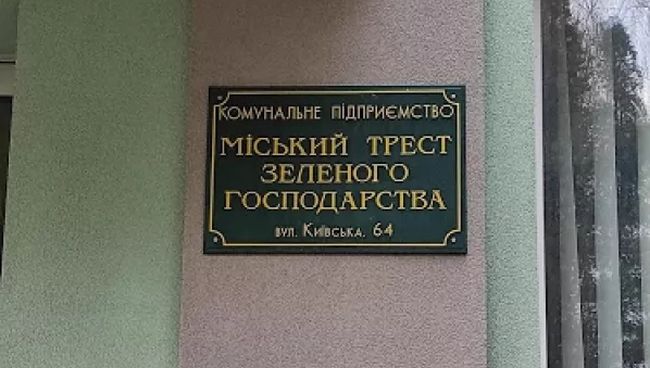 Комунальне підприємство
МІСЬКИЙ ТРЕСТ
ЗЕЛЕНОГО
ГОСПОДАРСТВА
вул. Київська, 64